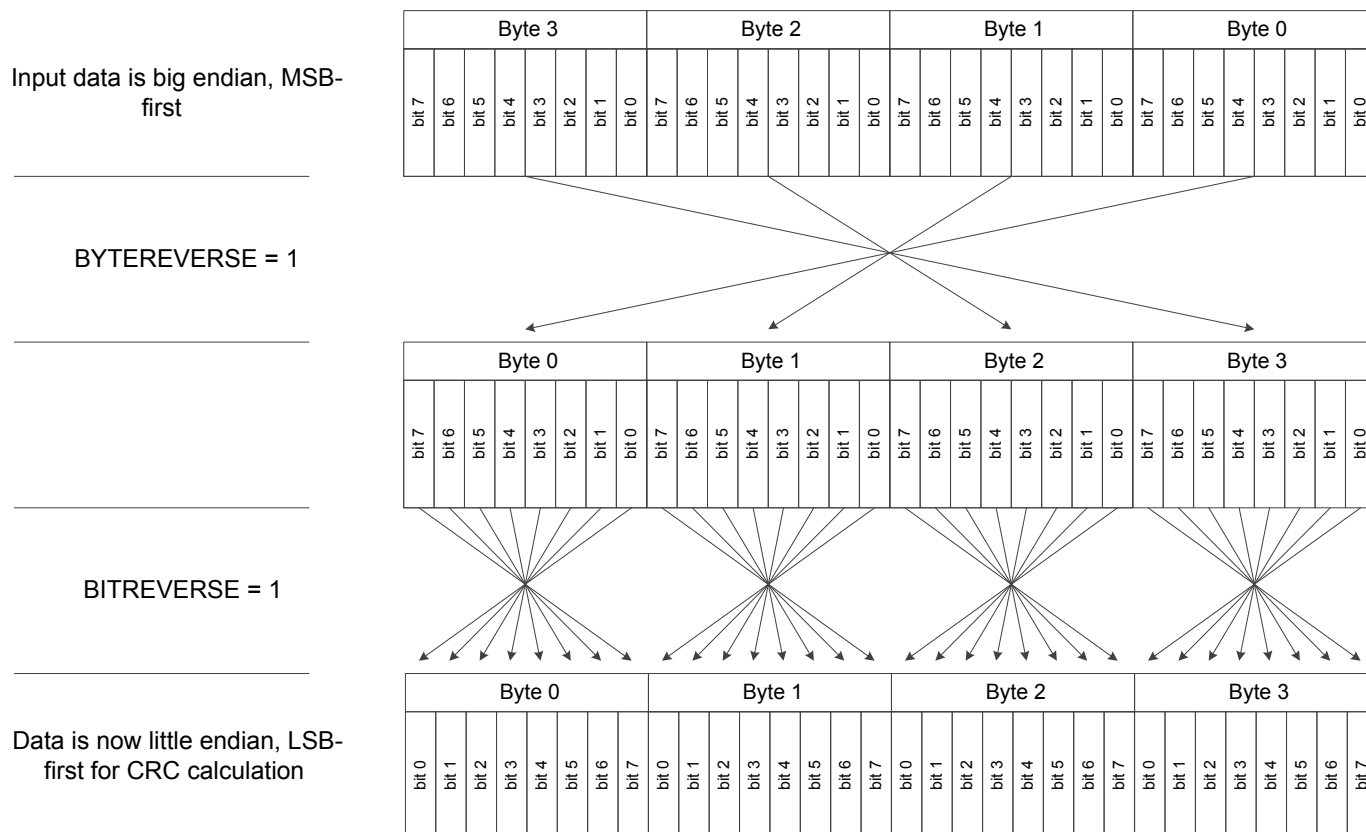 Byte 3 Byte 2 Byte 1 Byte 0
Input data is big endian, MSB-
first
bit 7 bit 6 bit 5 bit 4 bit 3 bit 2 bit 1 bit 0 bit 7 bit 6 bit 5 bit 4 bit 3 bit 2 bit 1 bit 0 bit 7 bit 6 bit 5 bit 4 bit 3 bit 2 bit 1 bit 0 bit 7 bit 6 bit 5 bit 4 bit 3 bit 2 bit 1 bit 0
BYTEREVERSE = 1
Byte 0 Byte 1 Byte 2 Byte 3
bit 7 bit 6 bit 5 bit 4 bit 3 bit 2 bit 1 bit 0 bit 7 bit 6 bit 5 bit 4 bit 3 bit 2 bit 1 bit 0 bit 7 bit 6 bit 5 bit 4 bit 3 bit 2 bit 1 bit 0 bit 7 bit 6 bit 5 bit 4 bit 3 bit 2 bit 1 bit 0
BITREVERSE = 1
Byte 0 Byte 1 Byte 2 Byte 3
Data is now little endian, LSB-
first for CRC calculation
bit 0 bit 1 bit 2 bit 3 bit 4 bit 5 bit 6 bit 7 bit 0 bit 1 bit 2 bit 3 bit 4 bit 5 bit 6 bit 7 bit 0 bit 1 bit 2 bit 3 bit 4 bit 5 bit 6 bit 7 bit 0 bit 1 bit 2 bit 3 bit 4 bit 5 bit 6 bit 7